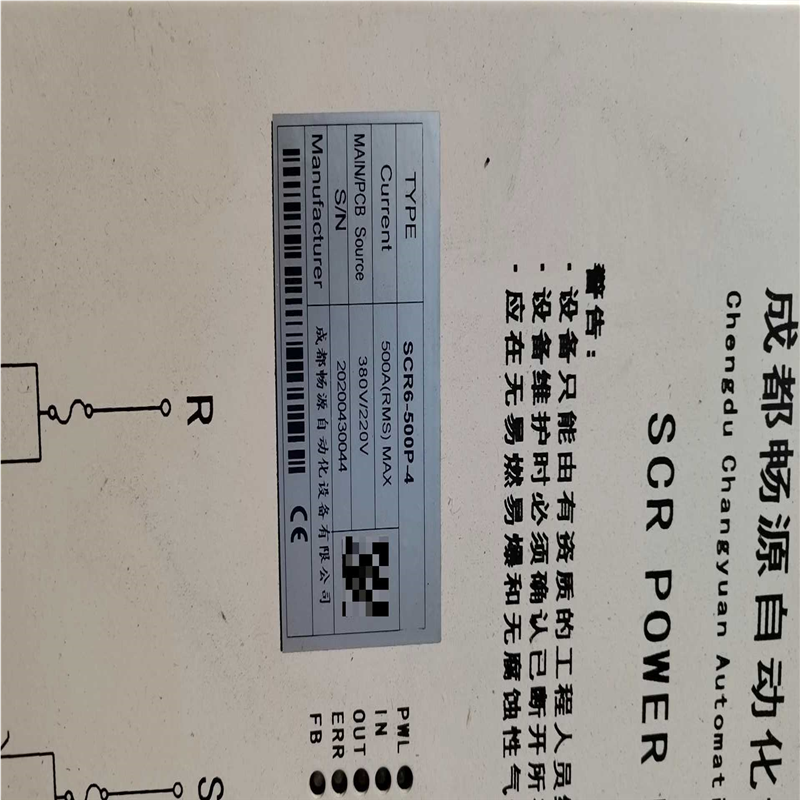 成都畅源自动化
Chengdu Changyuan Automati
SCR POWER
警告:
· 设备只能由有资质的工程人员
· 设备维护时必须确认已断开所
· 应在无易燃易爆和无腐蚀性气
TYPE SCR6-500P-4
Current 500A(RMS) MAX
MAIN/PCB Source 380V/220V
S/N 20200430044
Manufacturer 成都畅源自动化设备有限公司
CE
PWL
IN
OUT
ERR
FB
R
S